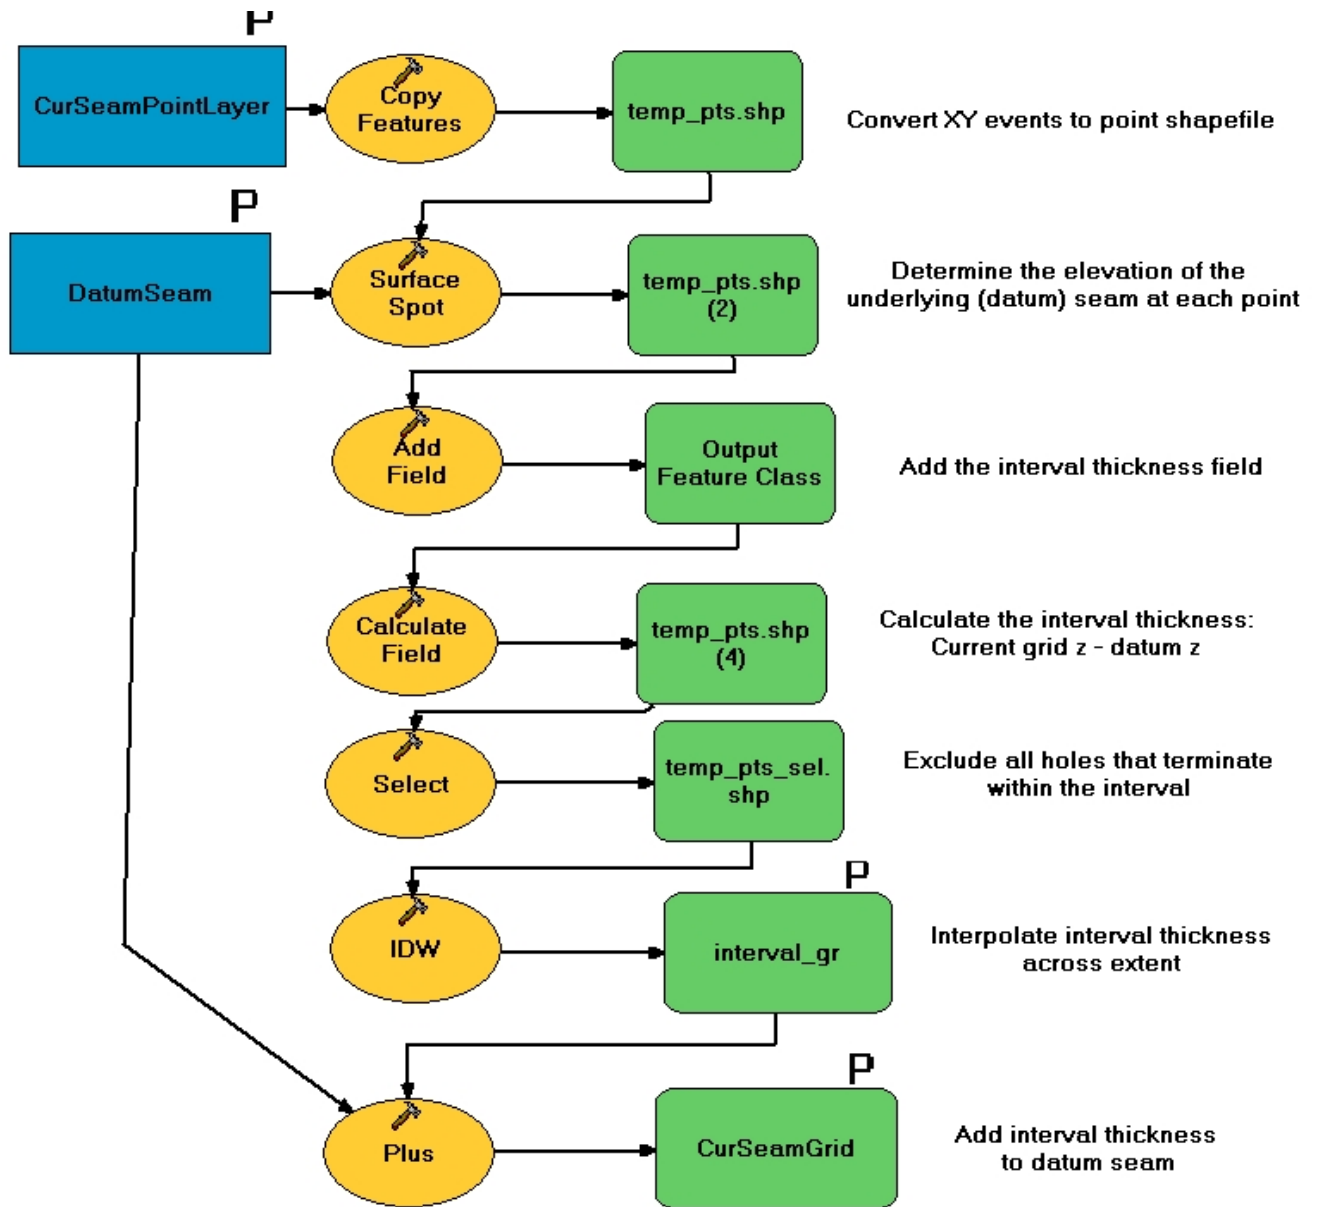 P
CurSeamPointLayer
Copy
Features
temp_pts.shp
Convert XY events to point shapefile
P
DatumSeam
Surface
Spot
temp_pts.shp
(2)
Determine the elevation of the
underlying (datum) seam at each point
Add
Field
Output
Feature Class
Add the interval thickness field
Calculate
Field
temp_pts.shp
(4)
Calculate the interval thickness:
Current grid z - datum z
Select
temp_pts_sel.
shp
Exclude all holes that terminate
within the interval
P
IDW
interval_gr
Interpolate interval thickness
across extent
P
Plus
CurSeamGrid
Add interval thickness
to datum seam